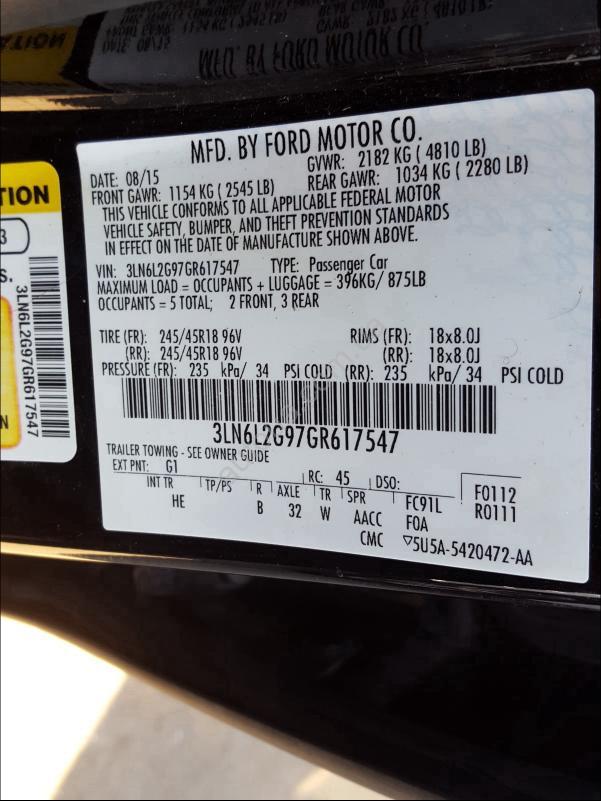 MFD. BY FORD MOTOR CO.
DATE: 08/15 GVWR: 2182 KG ( 4810 LB)
FRONT GAWR: 1154 KG ( 2545 LB) REAR GAWR: 1034 KG ( 2280 LB)
THIS VEHICLE CONFORMS TO ALL APPLICABLE FEDERAL MOTOR
VEHICLE SAFETY, BUMPER, AND THEFT PREVENTION STANDARDS
IN EFFECT ON THE DATE OF MANUFACTURE SHOWN ABOVE.
VIN: 3LN6L2G97GR617547 TYPE: Passenger Car
MAXIMUM LOAD = OCCUPANTS + LUGGAGE = 396KG/ 875LB
OCCUPANTS = 5 TOTAL; 2 FRONT, 3 REAR
TIRE (FR): 245/45R18 96V RIMS (FR): 18x8.0J
(RR): 245/45R18 96V (RR): 18x8.0J
PRESSURE (FR): 235 kPa/ 34 PSI COLD (RR): 235 kPa/ 34 PSI COLD
3LN6L2G97GR617547
TRAILER TOWING - SEE OWNER GUIDE
EXT PNT: G1 RC: 45 DSO: F0112
INT TR TP/PS R AXLE TR SPR FC91L R0111
HE B 32 W AACC FOA
CMC ▽5U5A-5420472-AA
TION
3
S.
3LN6L2G97GR617547
N